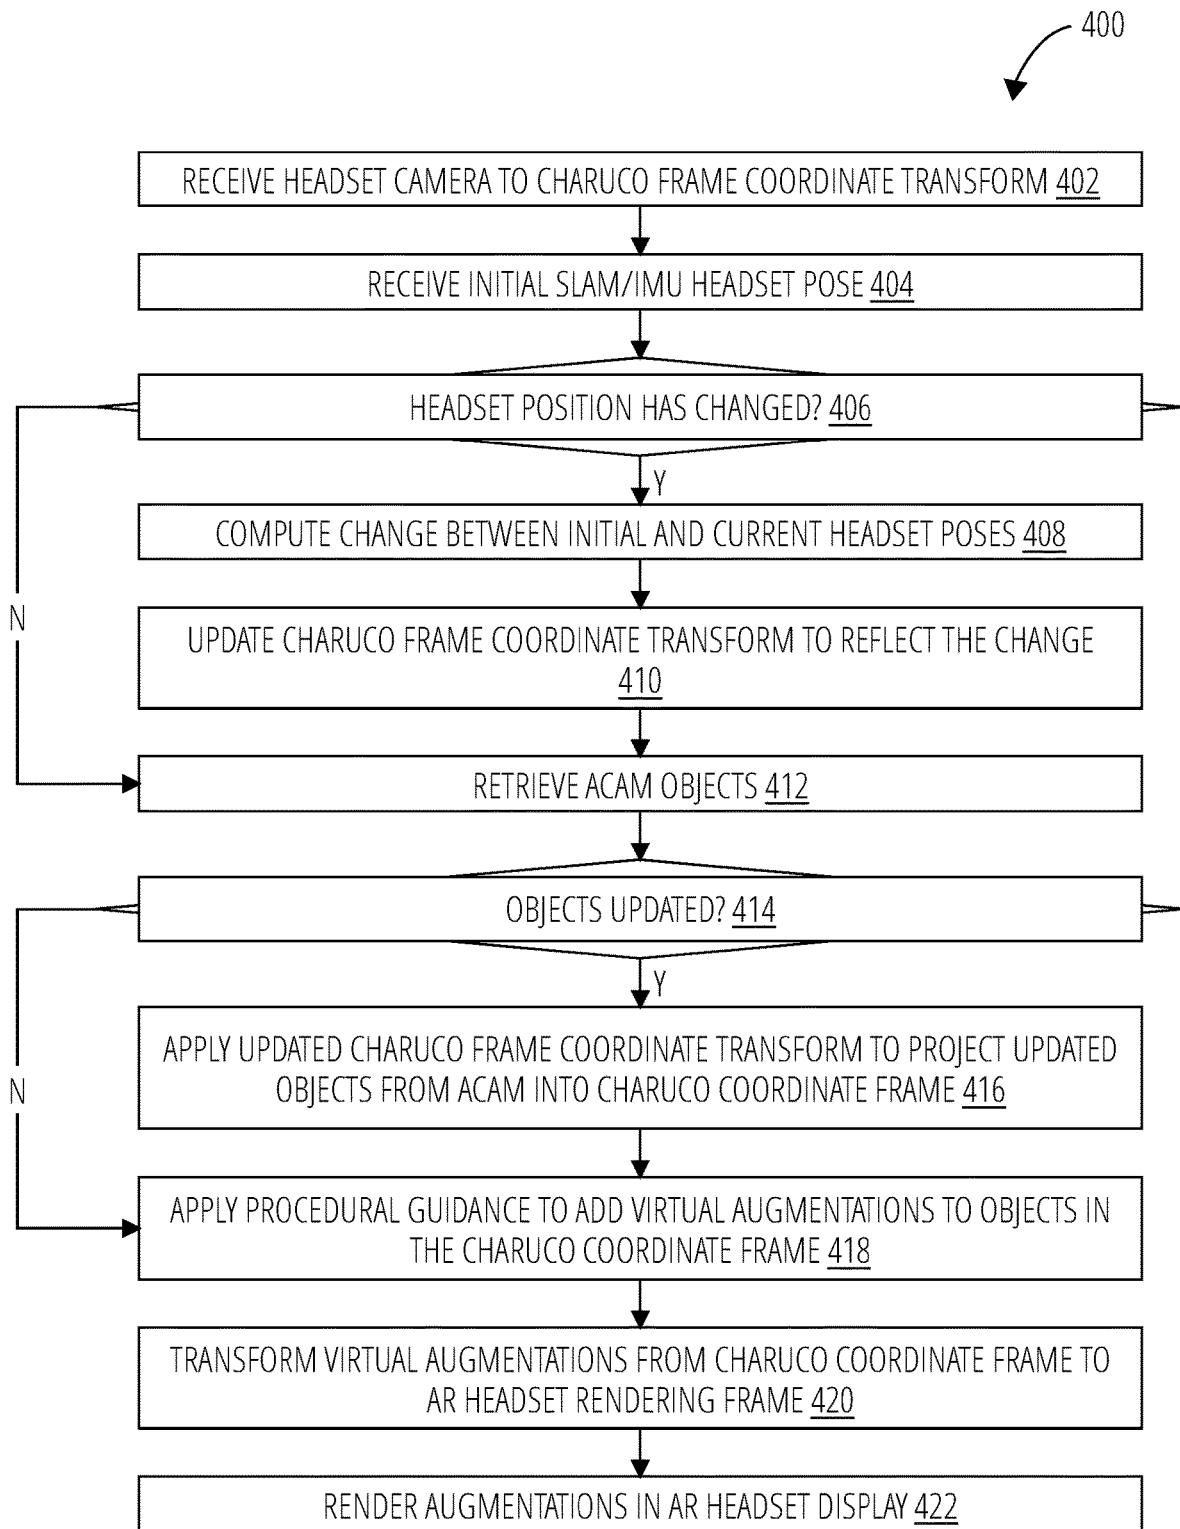 400
RECEIVE HEADSET CAMERA TO CHARUCO FRAME COORDINATE TRANSFORM 402
RECEIVE INITIAL SLAM/IMU HEADSET POSE 404
HEADSET POSITION HAS CHANGED? 406
Y
COMPUTE CHANGE BETWEEN INITIAL AND CURRENT HEADSET POSES 408
N
UPDATE CHARUCO FRAME COORDINATE TRANSFORM TO REFLECT THE CHANGE
410
RETRIEVE ACAM OBJECTS 412
OBJECTS UPDATED? 414
Y
APPLY UPDATED CHARUCO FRAME COORDINATE TRANSFORM TO PROJECT UPDATED
OBJECTS FROM ACAM INTO CHARUCO COORDINATE FRAME 416
N
APPLY PROCEDURAL GUIDANCE TO ADD VIRTUAL AUGMENTATIONS TO OBJECTS IN
THE CHARUCO COORDINATE FRAME 418
TRANSFORM VIRTUAL AUGMENTATIONS FROM CHARUCO COORDINATE FRAME TO
AR HEADSET RENDERING FRAME 420
RENDER AUGMENTATIONS IN AR HEADSET DISPLAY 422